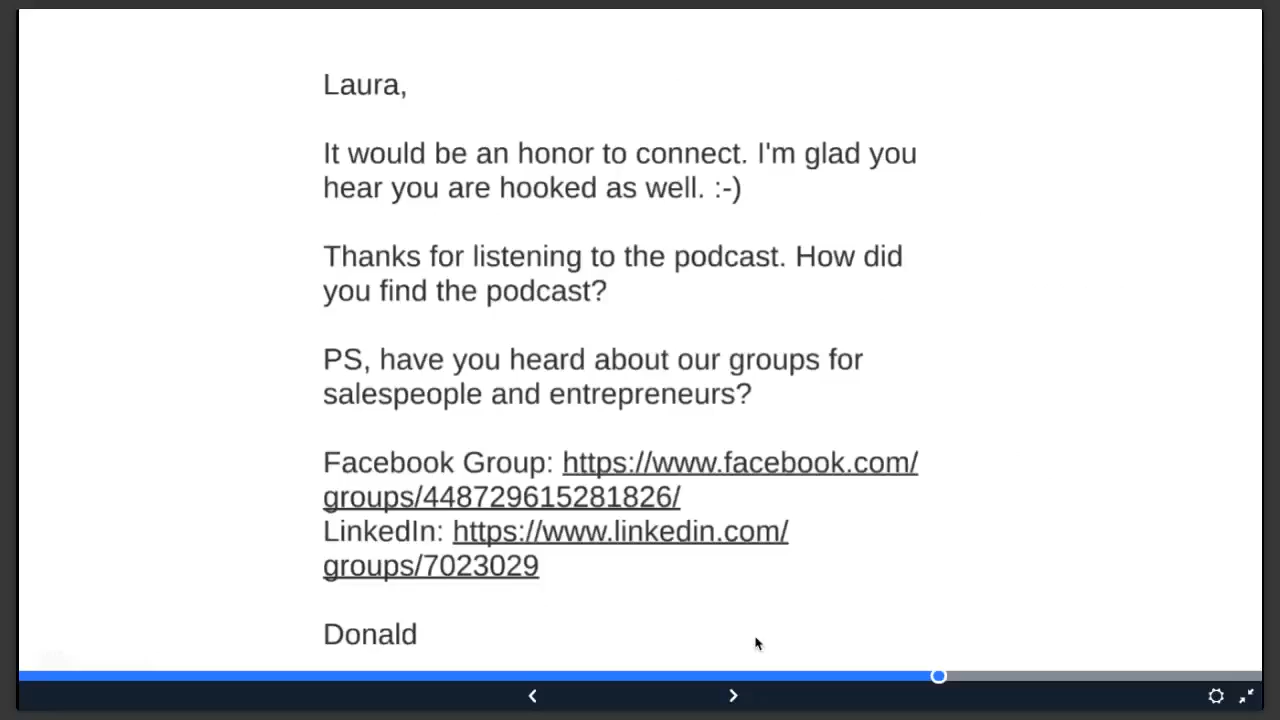 Laura,
It would be an honor to connect. I'm glad you
hear you are hooked as well. :-)
Thanks for listening to the podcast. How did
you find the podcast?
PS, have you heard about our groups for
salespeople and entrepreneurs?
Facebook Group: https://www.facebook.com/
groups/448729615281826/
LinkedIn: https://www.linkedin.com/
groups/7023029
Donald